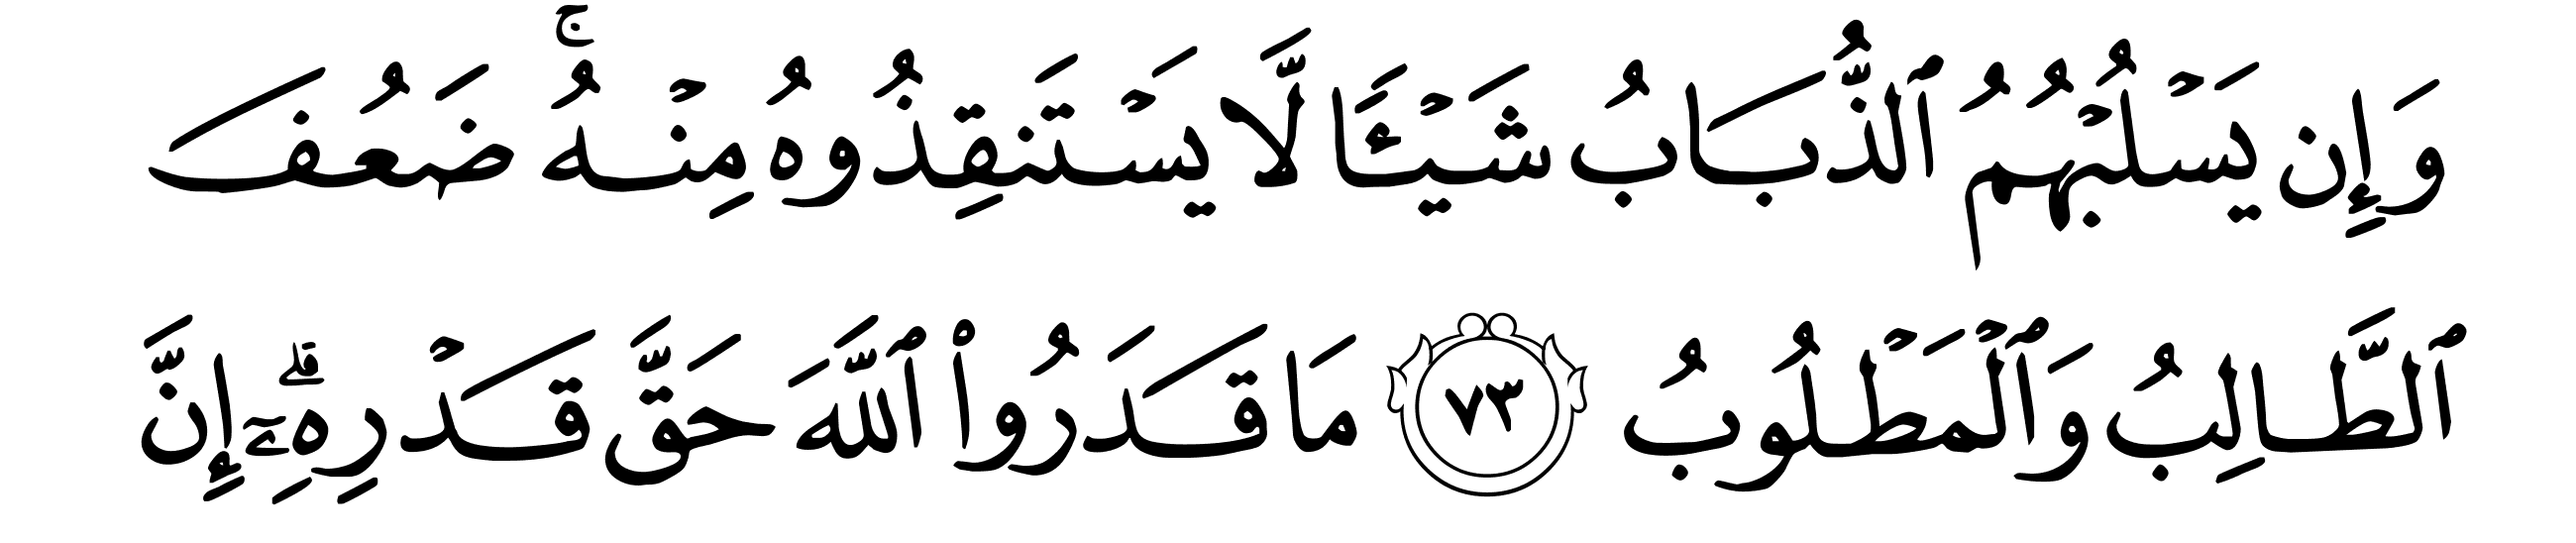 وَإِن يَسْلُبْهُمُ ٱلذُّبَابُ شَيْـًٔا لَّا يَسْتَنقِذُوهُ مِنْهُ ۚ ضَعُفَ
ٱلطَّالِبُ وَٱلْمَطْلُوبُ ٧٣ مَا قَدَرُوا۟ ٱللَّهَ حَقَّ قَدْرِهِۦٓ ۗ إِنَّ